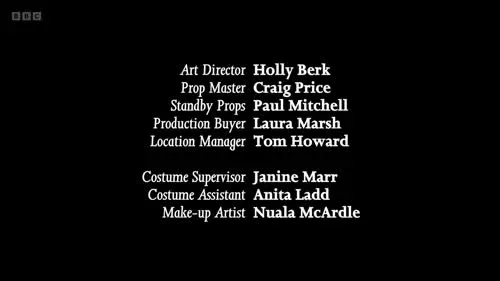 BBC
Art Director Holly Berk
Prop Master Craig Price
Standby Props Paul Mitchell
Production Buyer Laura Marsh
Location Manager Tom Howard
Costume Supervisor Janine Marr
Costume Assistant Anita Ladd
Make-up Artist Nuala McArdle